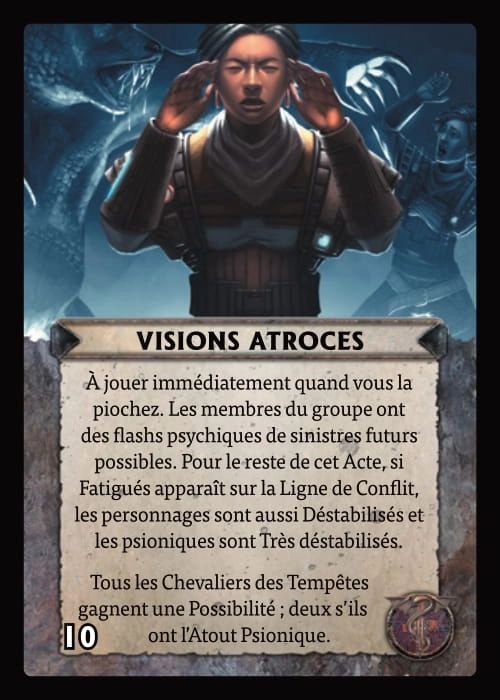 VISIONS ATROCES
À jouer immédiatement quand vous la
piochez. Les membres du groupe ont
des flashs psychiques de sinistres futurs
possibles. Pour le reste de cet Acte, si
Fatigués apparaît sur la Ligne de Conflit,
les personnages sont aussi Déstabilisés et
les psioniques sont Très déstabilisés.
Tous les Chevaliers des Tempêtes
gagnent une Possibilité ; deux s’ils
ont l’Atout Psionique.
10